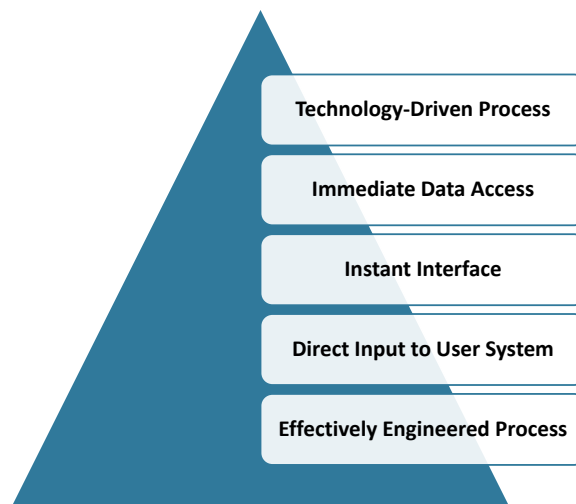 Technology-Driven Process
Immediate Data Access
Instant Interface
Direct Input to User System
Effectively Engineered Process